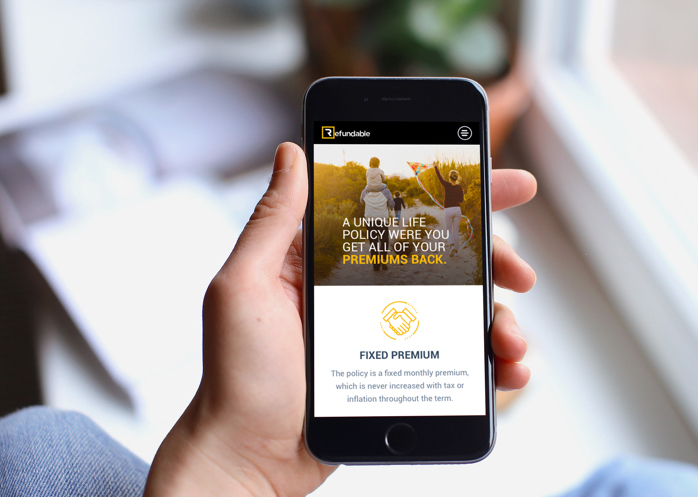 Refundable
A UNIQUE LIFE
POLICY WERE YOU
GET ALL OF YOUR
PREMIUMS BACK.
FIXED PREMIUM
The policy is a fixed monthly premium,
which is never increased with tax or
inflation throughout the term.